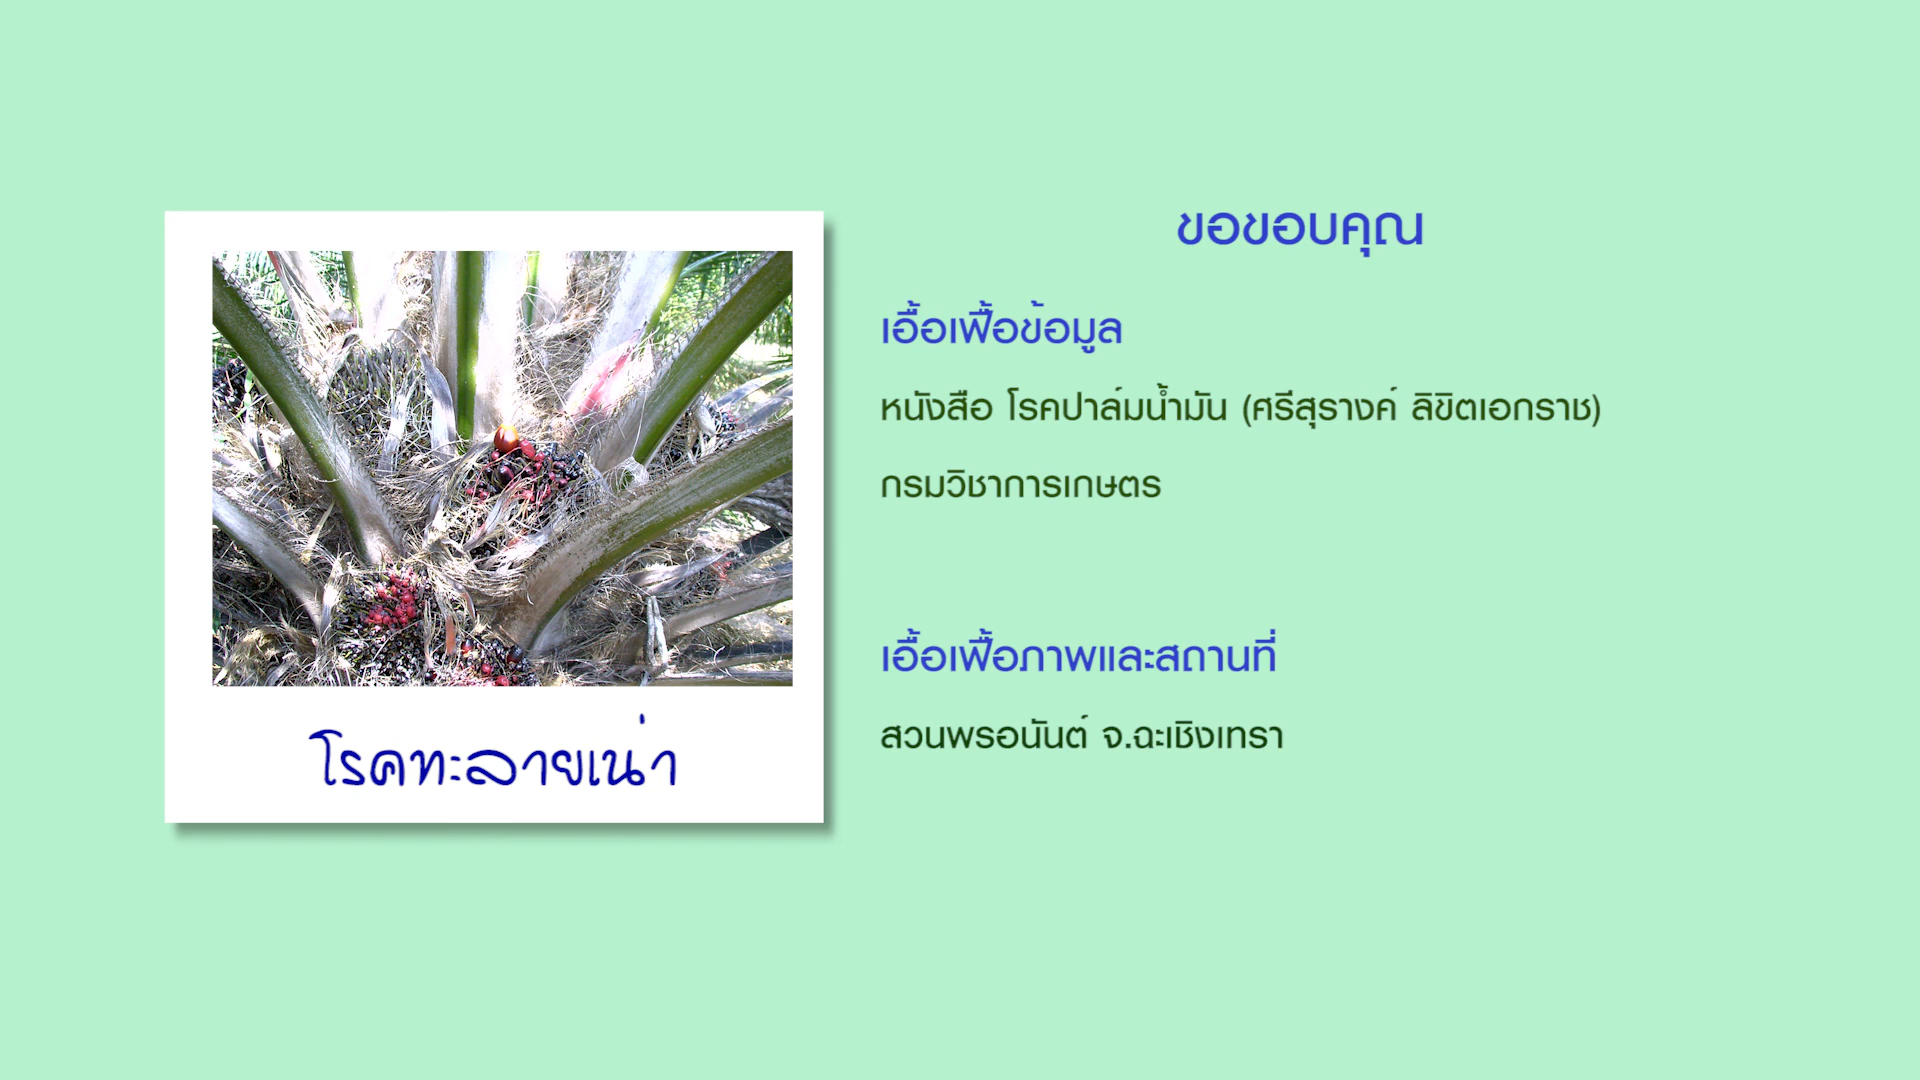 โรคทะลายเน่า
ขอขอบคุณ
เอื้อเฟื้อข้อมูล
หนังสือ โรคปาล์มน้ำมัน (ศรีสุรางค์ ลิขิตเอกราช)
กรมวิชาการเกษตร
เอื้อเฟื้อภาพและสถานที่
สวนพรอนันต์ จ.ฉะเชิงเทรา